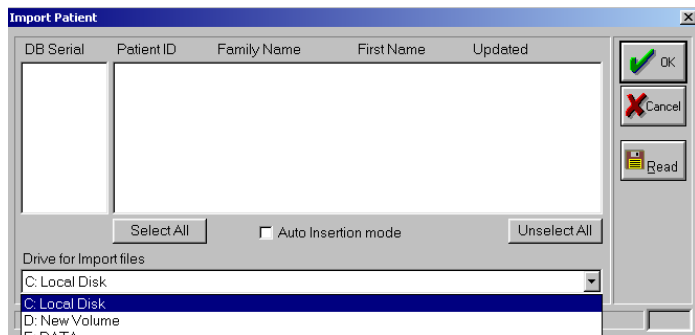 Import Patient
DB Serial Patient ID Family Name First Name Updated
OK
Cancel
Read
Select All Auto Insertion mode Unselect All
Drive for Import files
C: Local Disk
C: Local Disk
D: New Volume
E: DATA